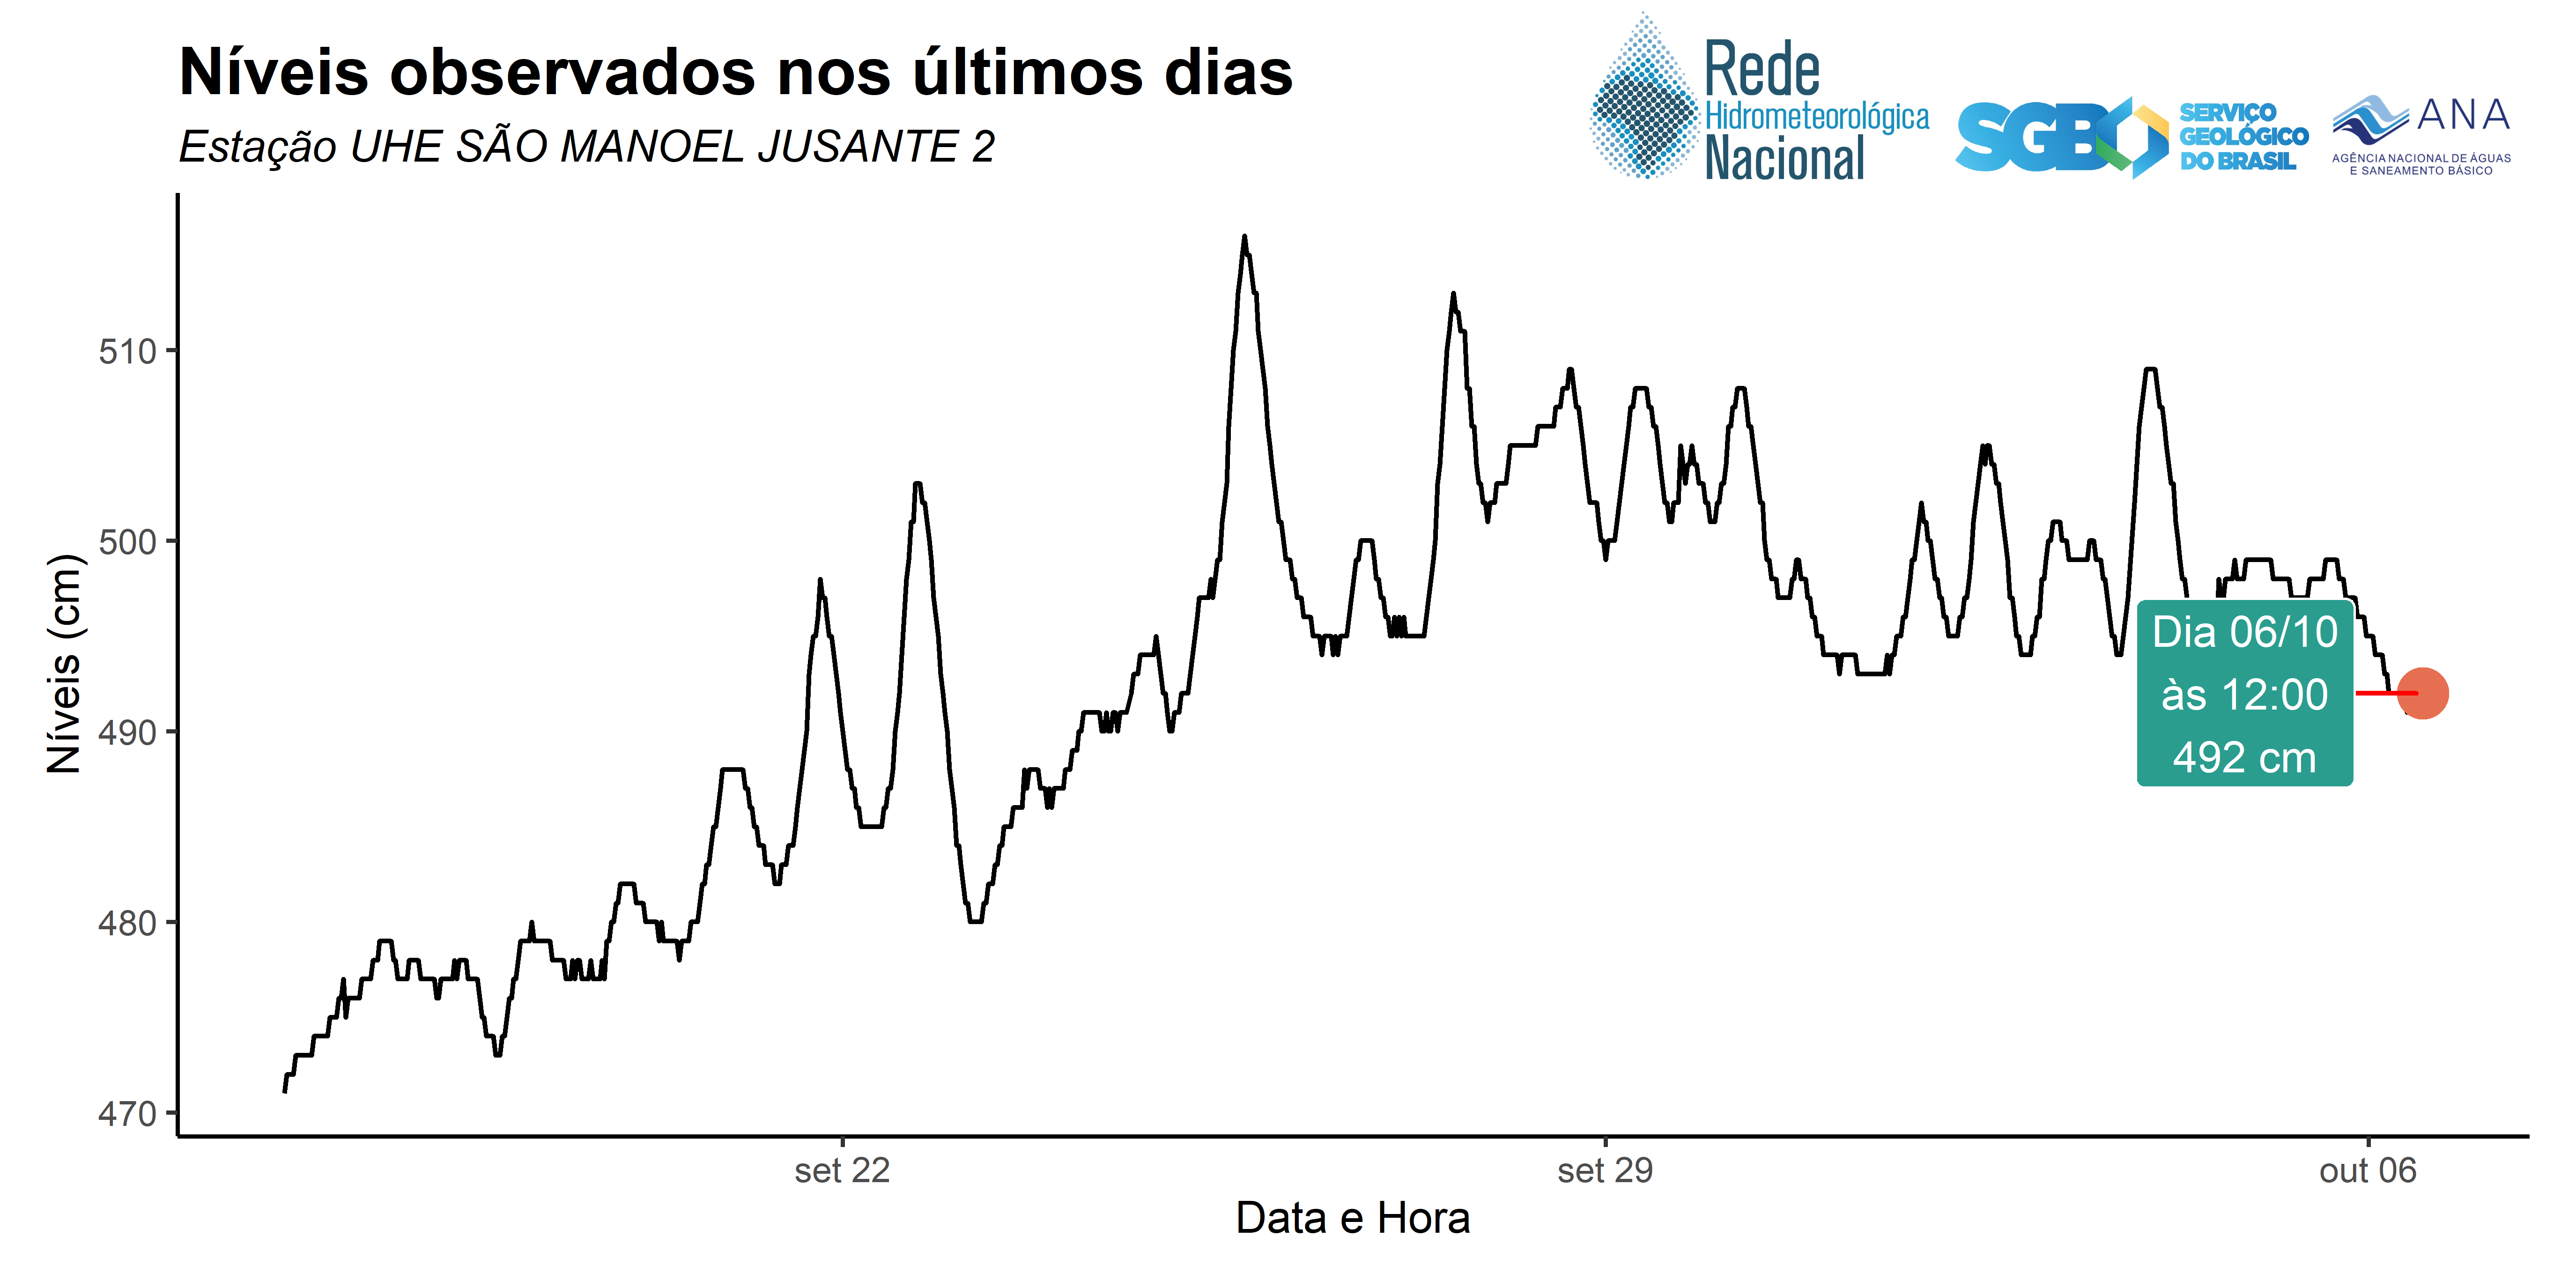 Níveis observados nos últimos dias
Estação UHE SÃO MANOEL JUSANTE 2
Rede
Hidrometeorológica
Nacional
SGB
SERVIÇO
GEOLÓGICO
DO BRASIL
ANA
AGÊNCIA NACIONAL DE ÁGUAS
E SANEAMENTO BÁSICO
Níveis (cm)
510
500
490
480
470
Dia 06/10
às 12:00
492 cm
set 22
set 29
out 06
Data e Hora